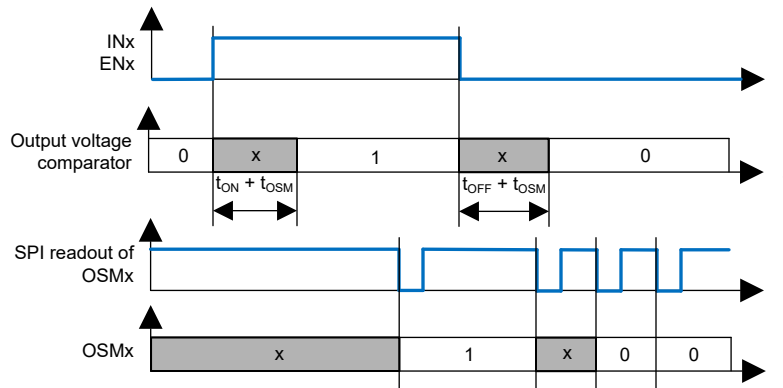 INx
ENx
Output voltage
comparator
0 x 1 x 0
tON + tOSM tOFF + tOSM
SPI readout of
OSMx
OSMx x 1 x 0 0